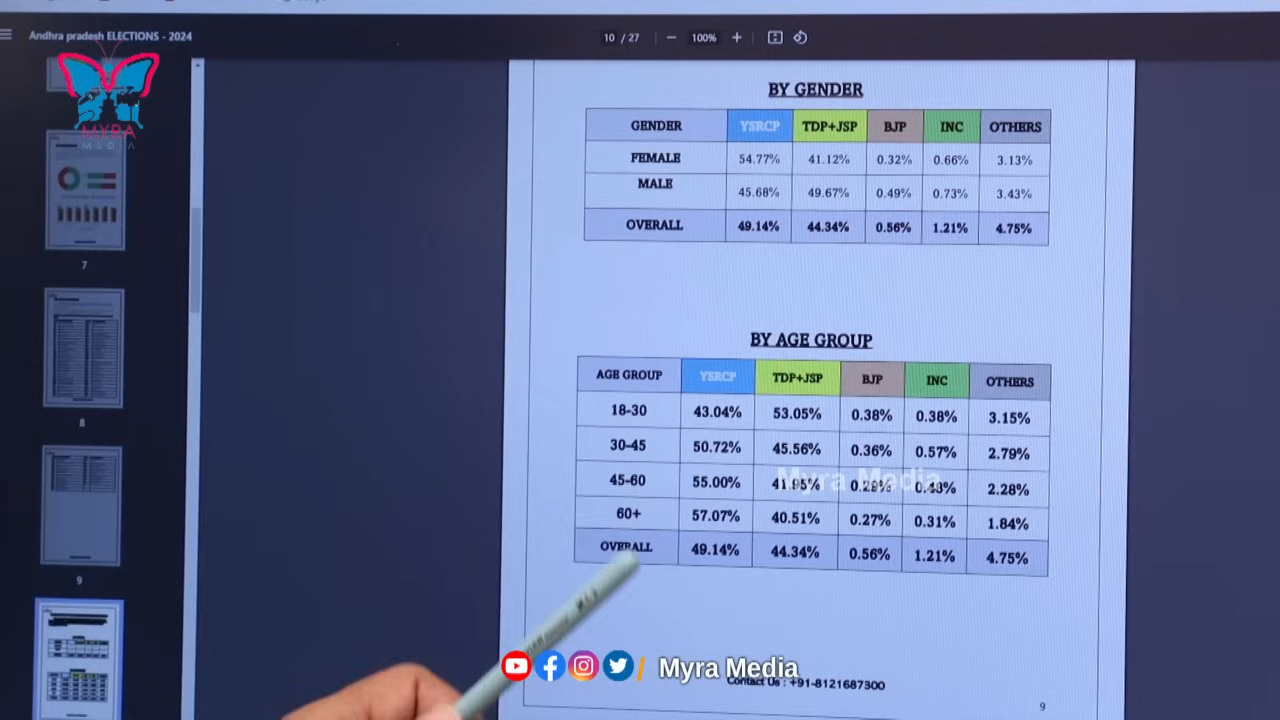 Andhra pradesh ELECTIONS - 2024
10 / 27
100%
MYRA
MEDIA
7
8
9
BY GENDER
GENDER YSRCP TDP+JSP BJP INC OTHERS
FEMALE 54.77% 41.12% 0.32% 0.66% 3.13%
MALE 45.68% 49.67% 0.49% 0.73% 3.43%
OVERALL 49.14% 44.34% 0.56% 1.21% 4.75%
BY AGE GROUP
AGE GROUP YSRCP TDP+JSP BJP INC OTHERS
18-30 43.04% 53.05% 0.38% 0.38% 3.15%
30-45 50.72% 45.56% 0.36% 0.57% 2.79%
45-60 55.00% 41.95% 2.28%
Myra Media
60+ 57.07% 40.51% 0.27% 0.31% 1.84%
OVERALL 49.14% 44.34% 0.56% 1.21% 4.75%
/ Myra Media
Contact Us : +91-8121687300
9